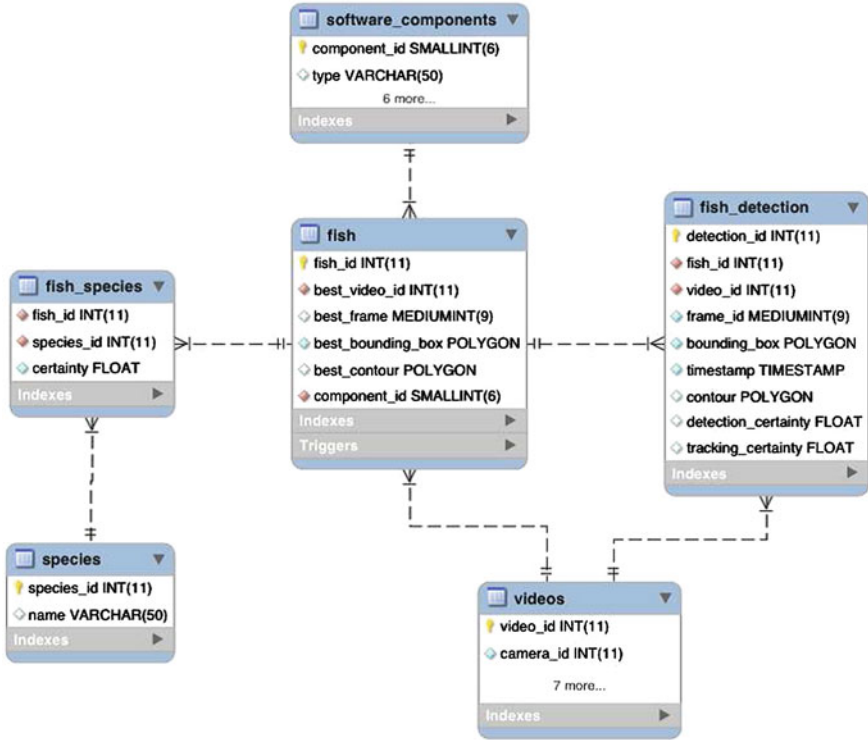 software_components
component_id SMALLINT(6)
type VARCHAR(50)
6 more...
Indexes
fish
fish_id INT(11)
best_video_id INT(11)
best_frame MEDIUMINT(9)
best_bounding_box POLYGON
best_contour POLYGON
component_id SMALLINT(6)
Indexes
Triggers
fish_detection
detection_id INT(11)
fish_id INT(11)
video_id INT(11)
frame_id MEDIUMINT(9)
bounding_box POLYGON
timestamp TIMESTAMP
contour POLYGON
detection_certainty FLOAT
tracking_certainty FLOAT
Indexes
fish_species
fish_id INT(11)
species_id INT(11)
certainty FLOAT
Indexes
species
species_id INT(11)
name VARCHAR(50)
Indexes
videos
video_id INT(11)
camera_id INT(11)
7 more...
Indexes